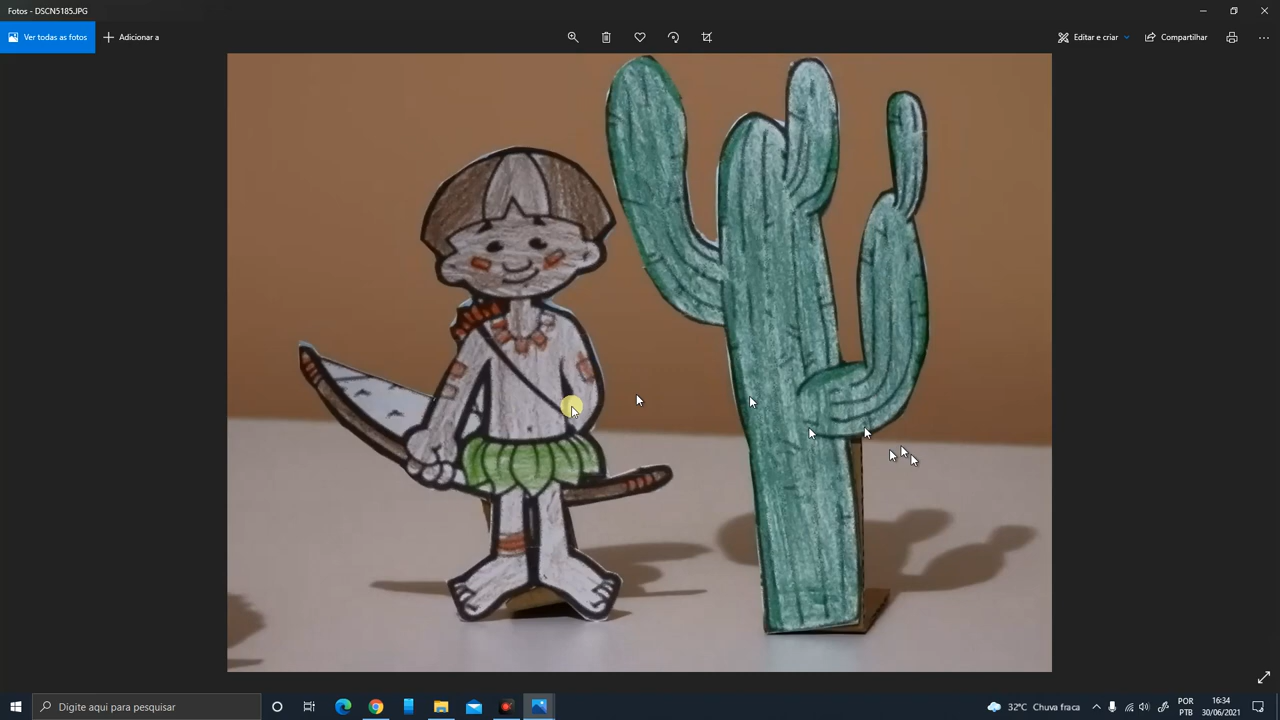 Fotos - DSCN5185.JPG
Ver todas as fotos
Adicionar a
Editar e criar
Compartilhar
Digite aqui para pesquisar
32°C Chuva fraca
POR
PTB
16:34
30/06/2021